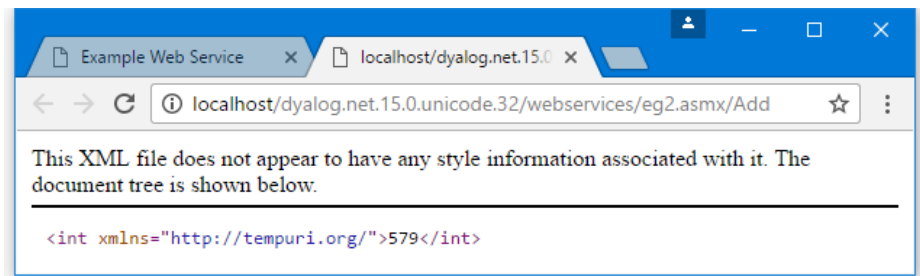 Example Web Service
localhost/dyalog.net.15.0
localhost/dyalog.net.15.0.unicode.32/webservices/eg2.asmx/Add
This XML file does not appear to have any style information associated with it. The
document tree is shown below.
<int xmlns="http://tempuri.org/">579</int>